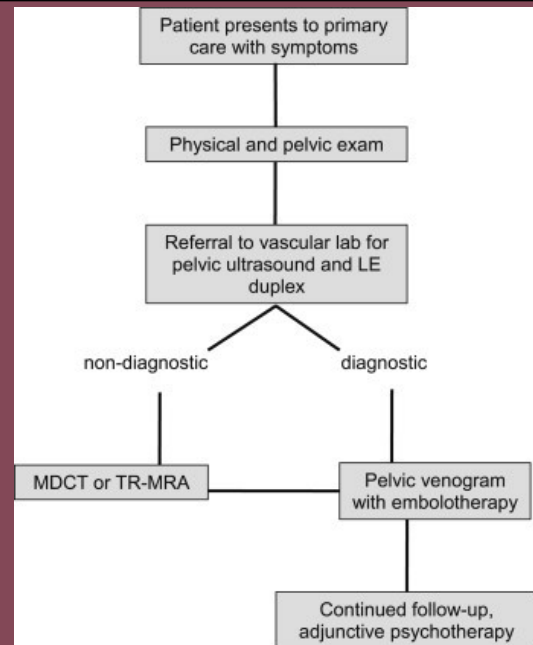 Patient presents to primary
care with symptoms
Physical and pelvic exam
Referral to vascular lab for
pelvic ultrasound and LE
duplex
non-diagnostic
diagnostic
MDCT or TR-MRA
Pelvic venogram
with embolotherapy
Continued follow-up,
adjunctive psychotherapy